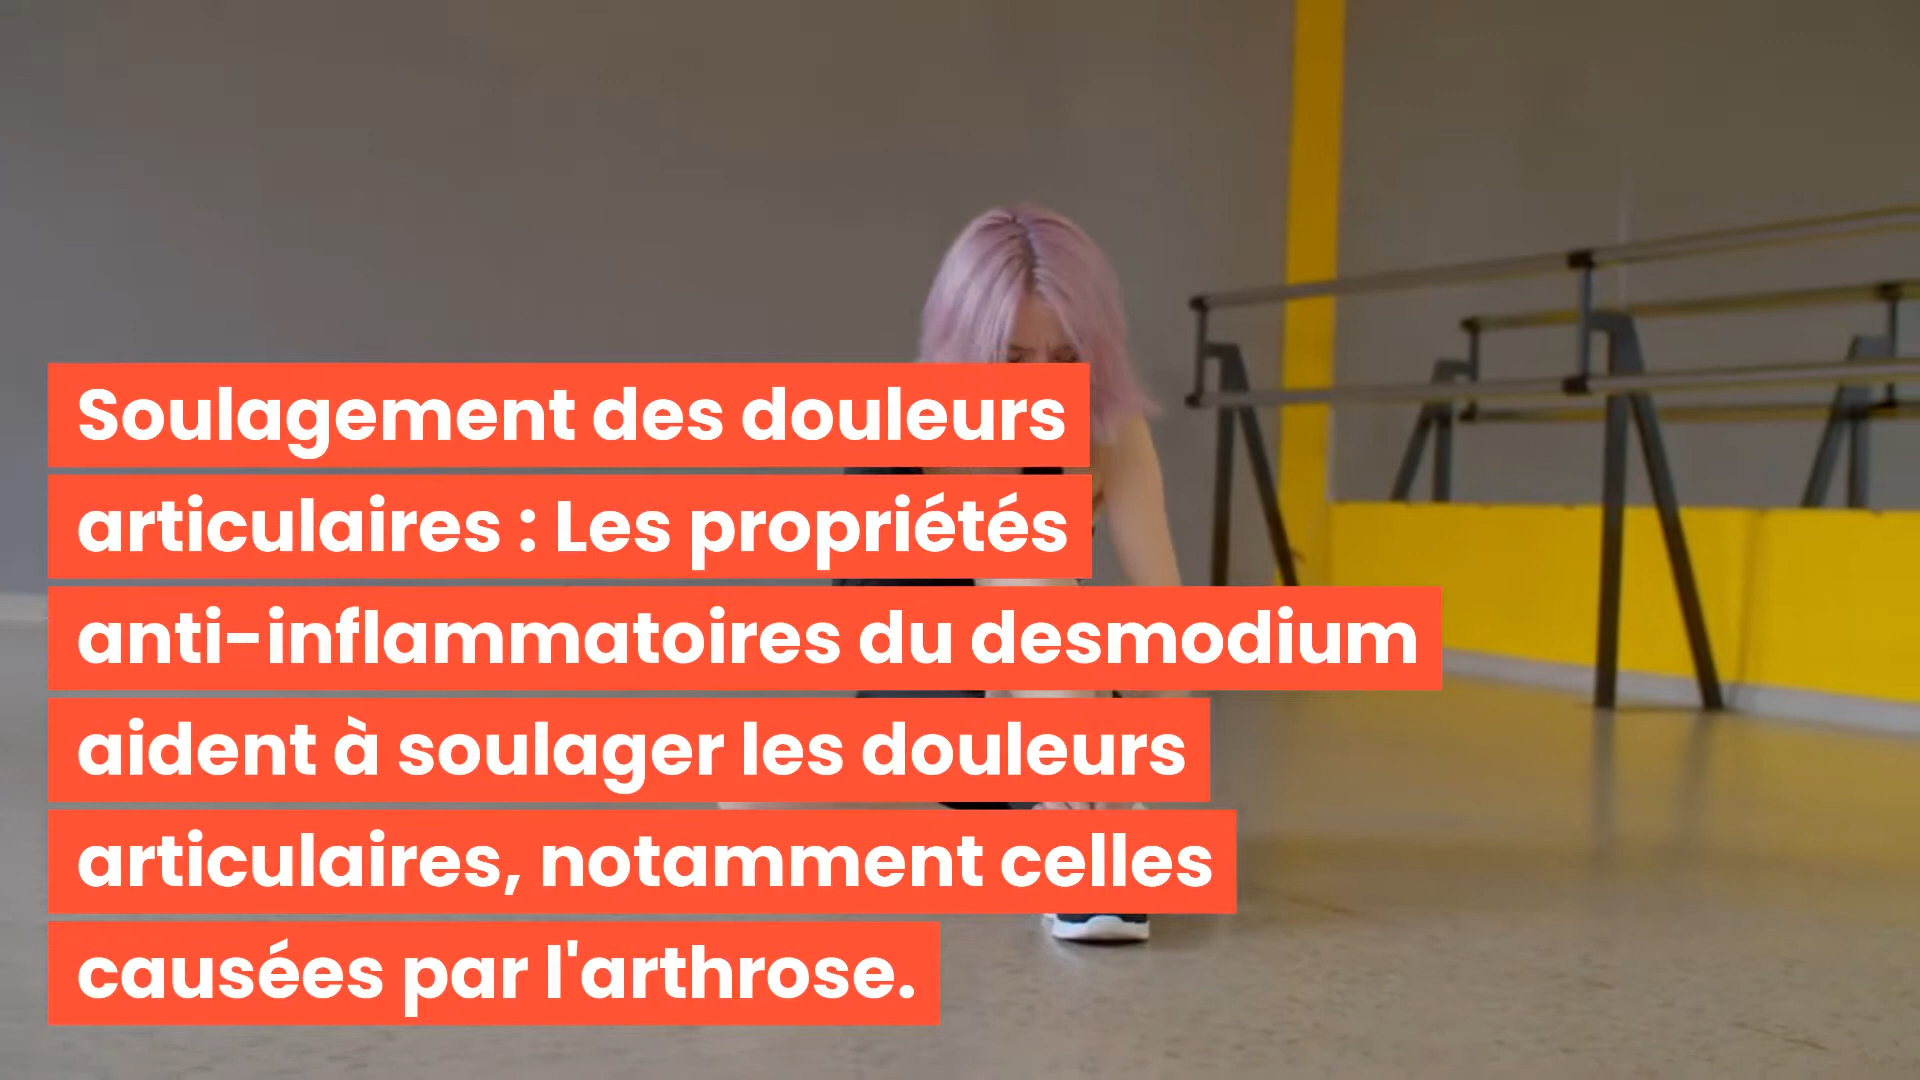 Soulagement des douleurs
articulaires : Les propriétés
anti-inflammatoires du desmodium
aident à soulager les douleurs
articulaires, notamment celles
causées par l'arthrose.